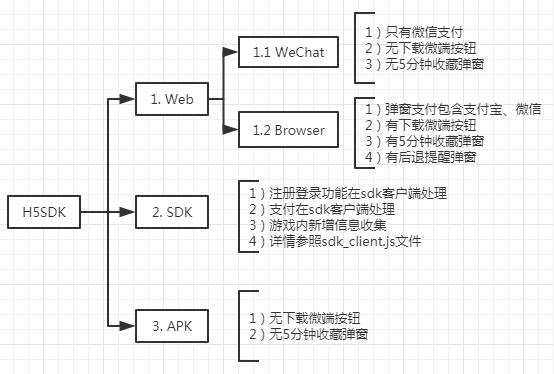 1）只有微信支付
2）无下载微端按钮
3）无5分钟收藏弹窗
1.1 WeChat
1. Web
1.2 Browser
1）弹窗支付包含支付宝、微信
2）有下载微端按钮
3）有5分钟收藏弹窗
4）有后退提醒弹窗
H5SDK
2. SDK
1）注册登录功能在sdk客户端处理
2）支付在sdk客户端处理
3）游戏内新增信息收集
4）详情参照sdk_client.js文件
3. APK
1）无下载微端按钮
2）无5分钟收藏弹窗